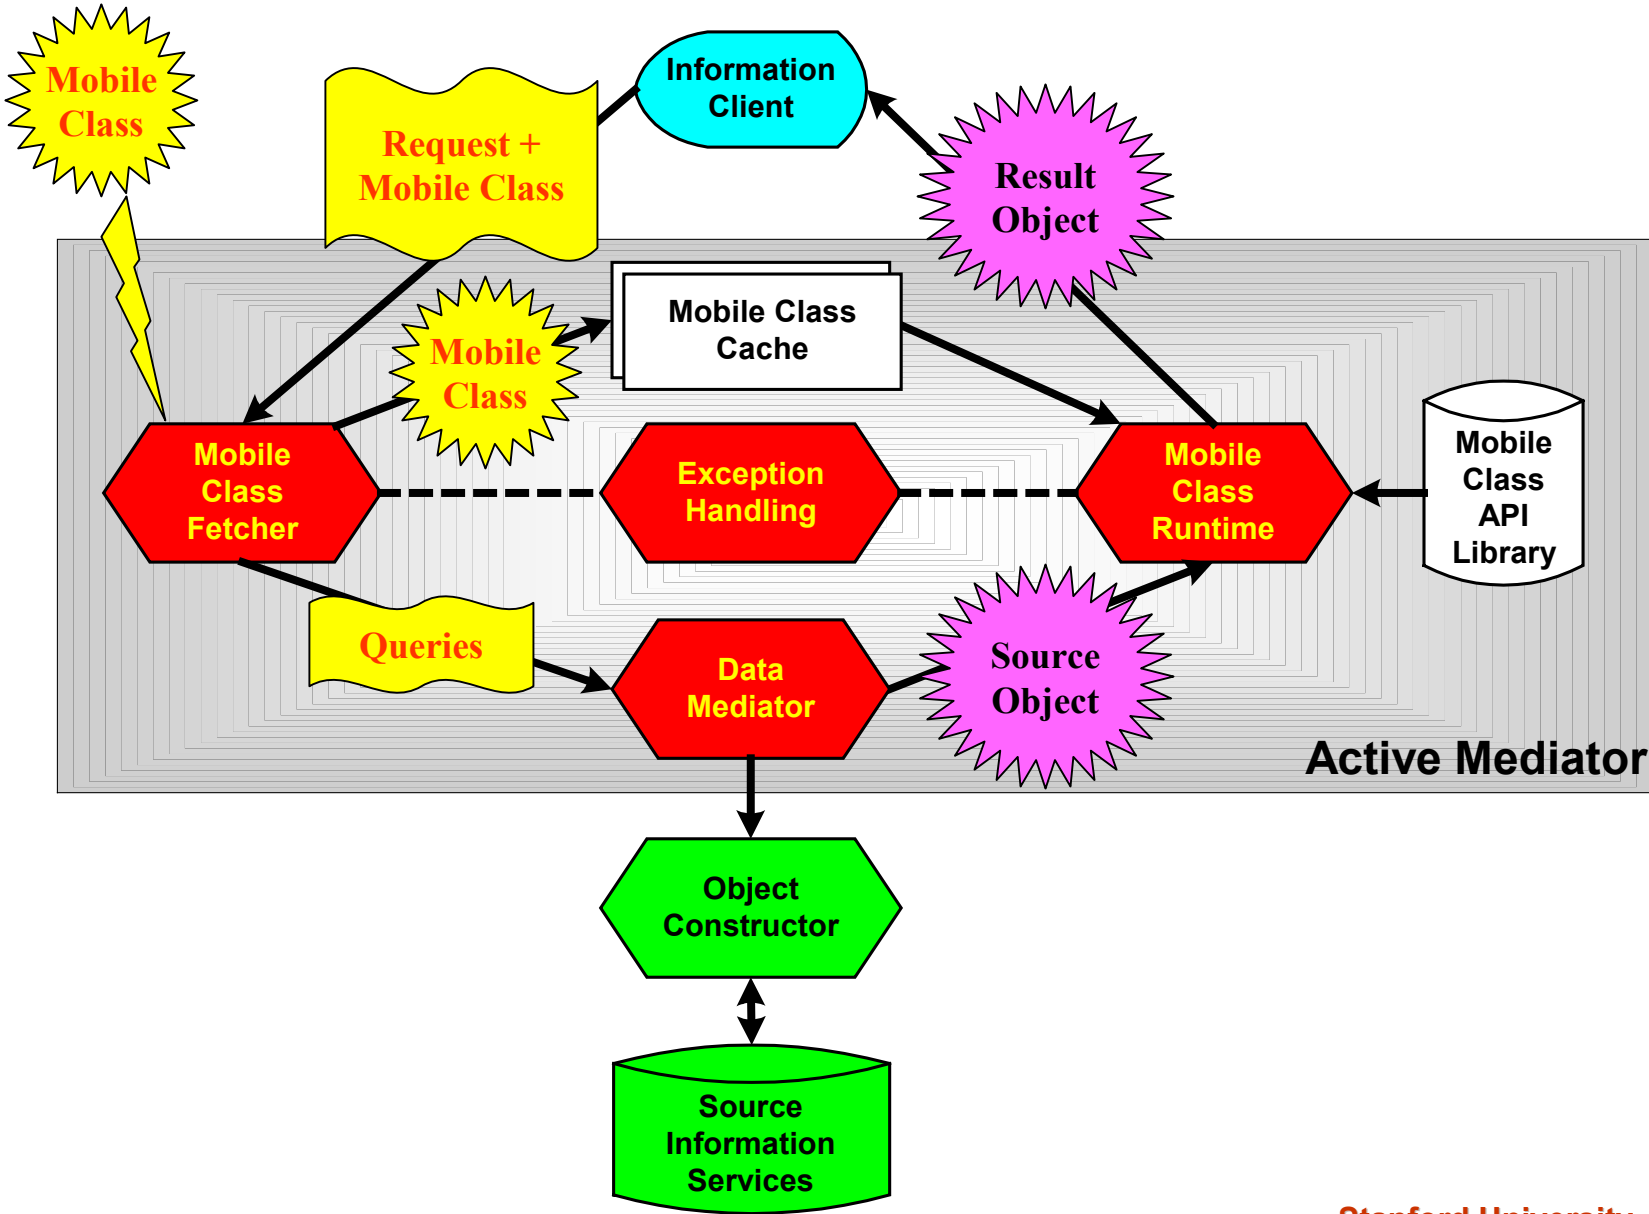 Mobile
Class
Request +
Mobile Class
Information
Client
Result
Object
Mobile Class
Cache
Mobile
Class
Mobile
Class
Fetcher
Exception
Handling
Mobile
Class
Runtime
Mobile
Class
API
Library
Queries
Data
Mediator
Source
Object
Active Mediator
Object
Constructor
Source
Information
Services
Stanford University